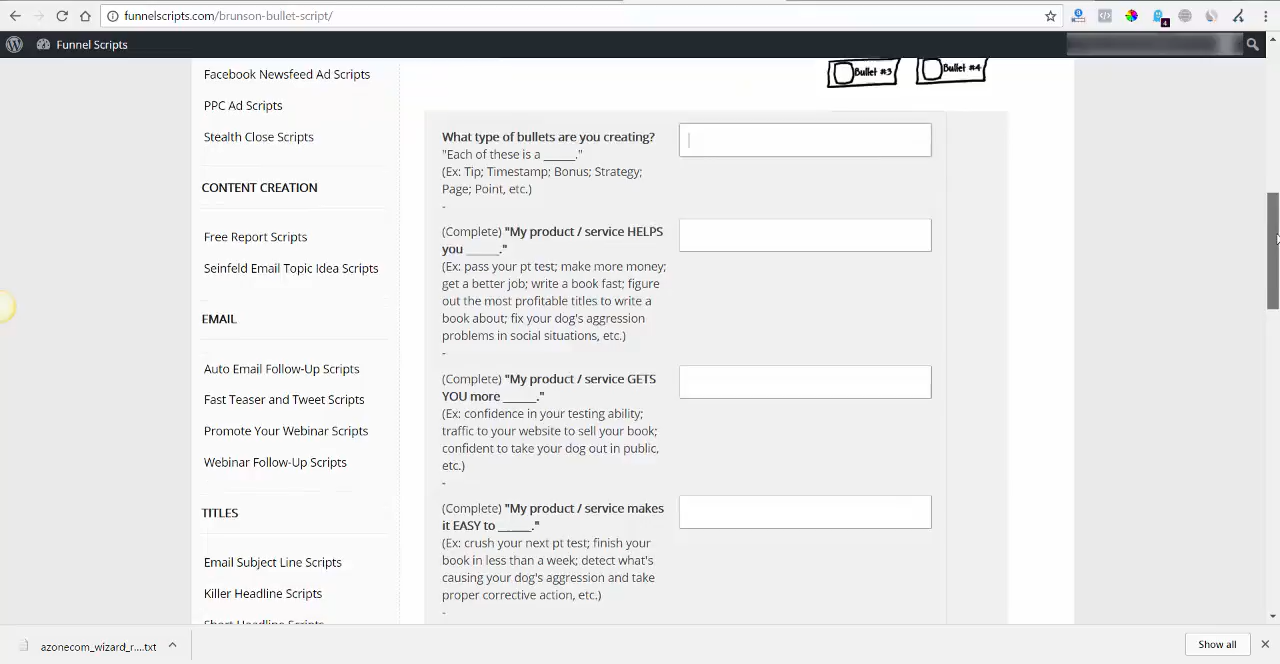 funnelscripts.com/brunson-bullet-script/
4
Funnel Scripts
Facebook Newsfeed Ad Scripts
PPC Ad Scripts
Stealth Close Scripts
CONTENT CREATION
Free Report Scripts
Seinfeld Email Topic Idea Scripts
EMAIL
Auto Email Follow-Up Scripts
Fast Teaser and Tweet Scripts
Promote Your Webinar Scripts
Webinar Follow-Up Scripts
TITLES
Email Subject Line Scripts
Killer Headline Scripts
Short Headline Scripts
Bullet #3
Bullet #4
What type of bullets are you creating?
"Each of these is a ______."
(Ex: Tip; Timestamp; Bonus; Strategy;
Page; Point, etc.)
-
(Complete) "My product / service HELPS
you ______."
(Ex: pass your pt test; make more money;
get a better job; write a book fast; figure
out the most profitable titles to write a
book about; fix your dog's aggression
problems in social situations, etc.)
-
(Complete) "My product / service GETS
YOU more ______."
(Ex: confidence in your testing ability;
traffic to your website to sell your book;
confident to take your dog out in public,
etc.)
-
(Complete) "My product / service makes
it EASY to ______."
(Ex: crush your next pt test; finish your
book in less than a week; detect what's
causing your dog's aggression and take
proper corrective action, etc.)
-
azonecom_wizard_r....txt
Show all